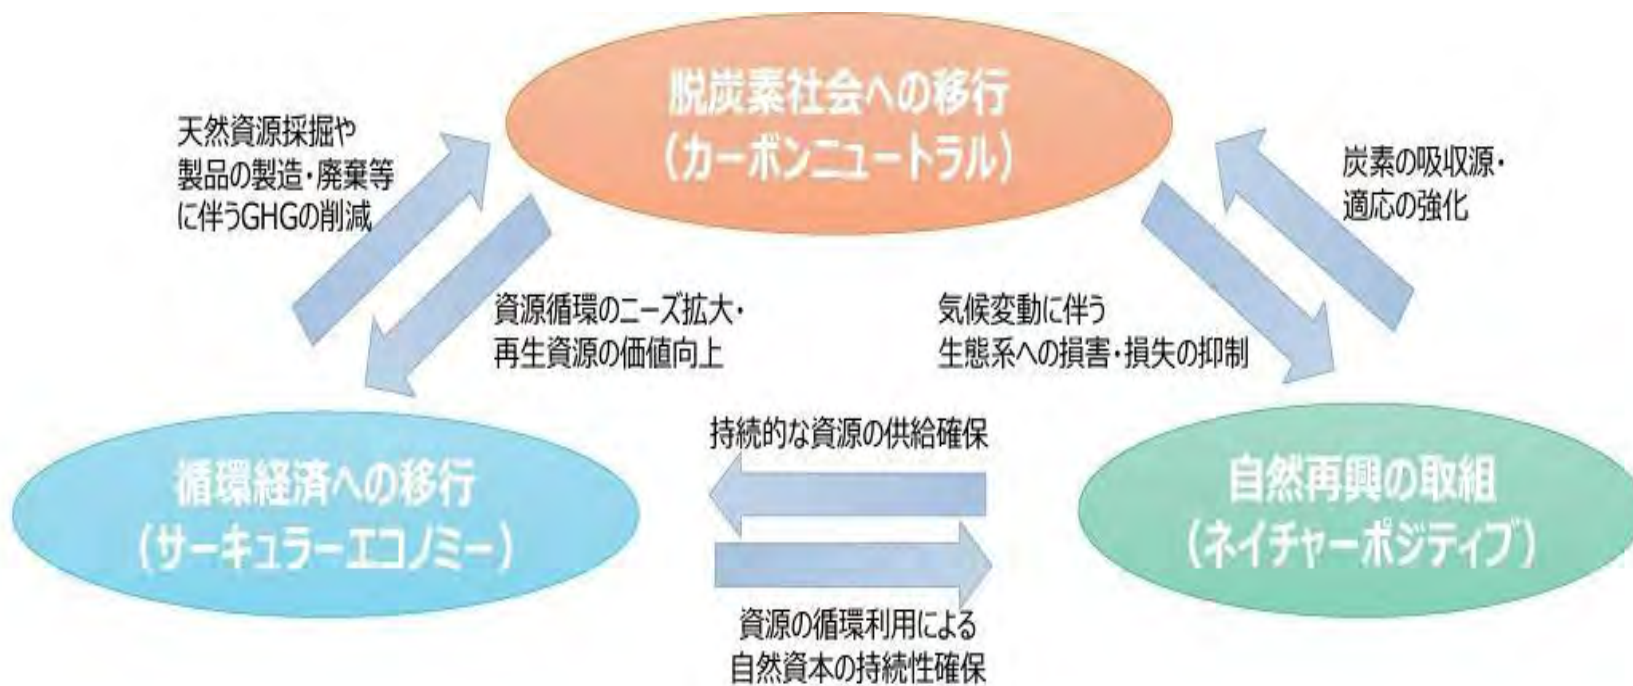 脱炭素社会への移行
(カーボンニュートラル)
天然資源採掘や
製品の製造・廃棄等
に伴うGHGの削減
炭素の吸収源・
適応の強化
資源循環のニーズ拡大・
再生資源の価値向上
気候変動に伴う
生態系への損害・損失の抑制
持続的な資源の供給確保
循環経済への移行
(サーキュラーエコノミー)
自然再興の取組
(ネイチャーポジティブ)
資源の循環利用による
自然資本の持続性確保